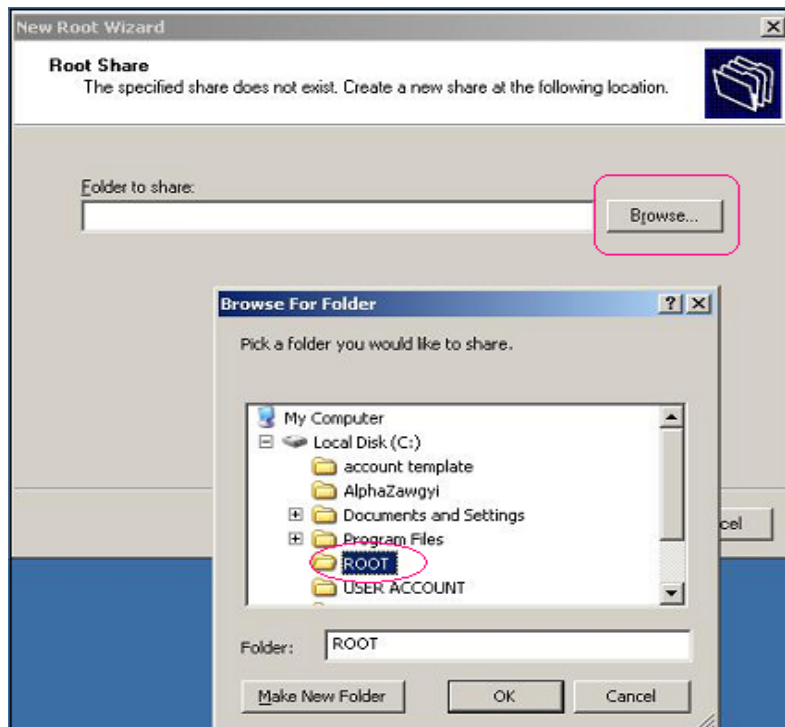 New Root Wizard
Root Share
The specified share does not exist. Create a new share at the following location.
Folder to share:
Browse...
Browse For Folder
Pick a folder you would like to share.
My Computer
Local Disk (C:)
account template
AlphaZawgyi
Documents and Settings
Program Files
ROOT
USER ACCOUNT
cel
Folder: ROOT
Make New Folder OK Cancel